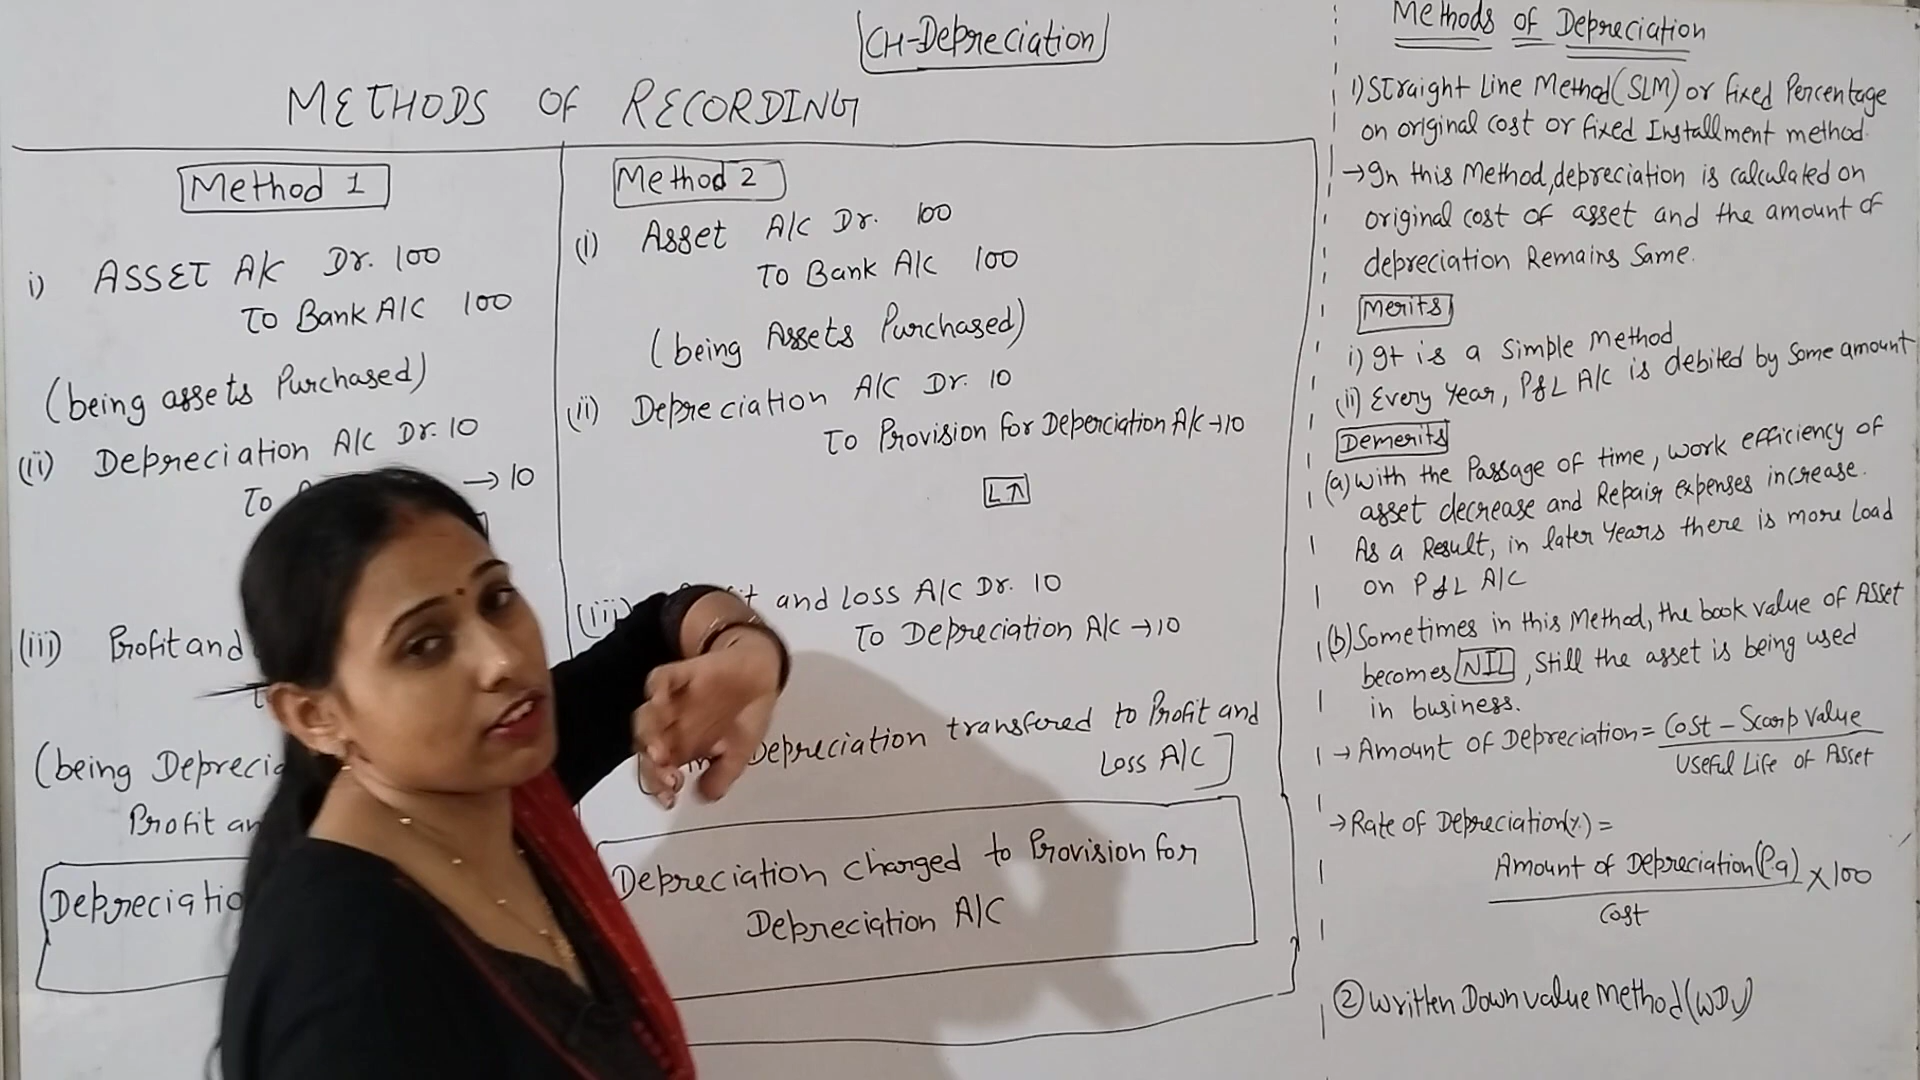 CH-Depreciation
METHODS OF RECORDING
Method 1
i) ASSET A/C Dr. 100
To Bank A/C 100
(being assets Purchased)
(ii) Depreciation A/C Dr. 10
To → 10
(iii) Profit and
(being
Profit
Method 2
(i) Asset A/C Dr. 100
To Bank A/C 100
(being Assets Purchased)
(ii) Depreciation A/C Dr. 10
To Provision for Deperciation A/C → 10
L↑
(iii) and Loss A/C Dr. 10
To Depreciation A/C → 10
Depreciation transfered to Profit and
Loss A/C]
Depreciation charged to Provision for
Depreciation A/C
Methods of Depreciation
1) Straight Line Method (SLM) or fixed Percentage
on original cost or fixed Installment method.
→ In this Method, depreciation is calculated on
original cost of asset and the amount of
depreciation Remains Same.
Merits
i) It is a Simple Method
(ii) Every Year, P&L A/C is debited by Some amount
Demerits
(a) With the Passage of time, work efficiency of
asset decrease and Repair expenses increase.
As a Result, in later Years there is more Load
on P&L A/C
(b) Sometimes in this Method, the book value of Asset
becomes NIL, Still the asset is being used
in business.
→ Amount of Depreciation = Cost - Scarp Value
Useful Life of Asset
→ Rate of Depreciation(%) =
Amount of Depreciation (P.a) × 100
Cost
② Written Down value Method (WDV)